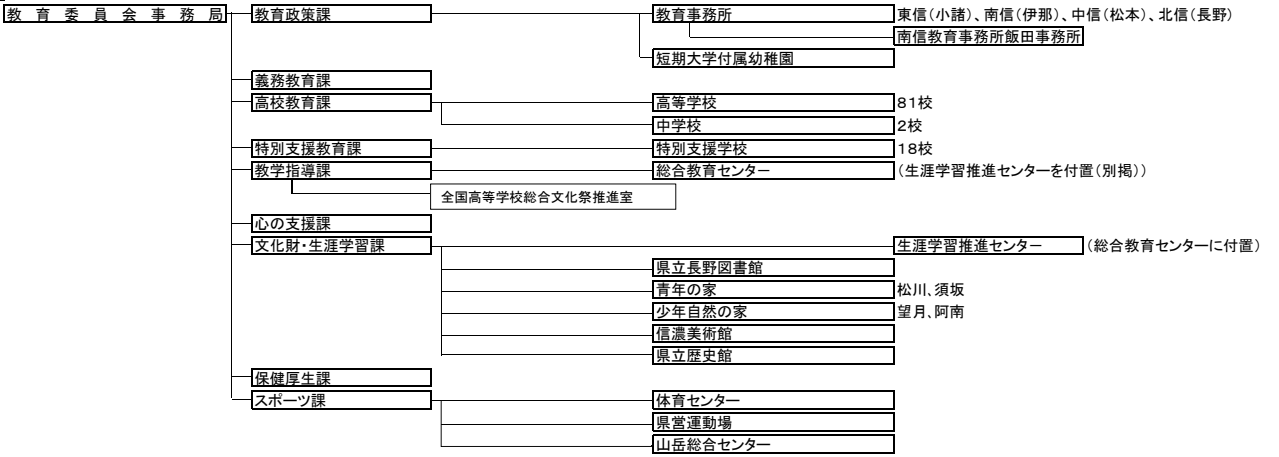 教育委員会事務局 教育政策課 教育事務所 東信(小諸)、南信(伊那)、中信(松本)、北信(長野)
南信教育事務所飯田事務所
短期大学付属幼稚園
義務教育課
高校教育課 高等学校 81校
中学校 2校
特別支援教育課 特別支援学校 18校
教学指導課 総合教育センター (生涯学習推進センターを付置(別掲))
全国高等学校総合文化祭推進室
心の支援課
文化財・生涯学習課 生涯学習推進センター (総合教育センターに付置)
県立長野図書館
青年の家 松川、須坂
少年自然の家 望月、阿南
信濃美術館
県立歴史館
保健厚生課
スポーツ課 体育センター
県営運動場
山岳総合センター